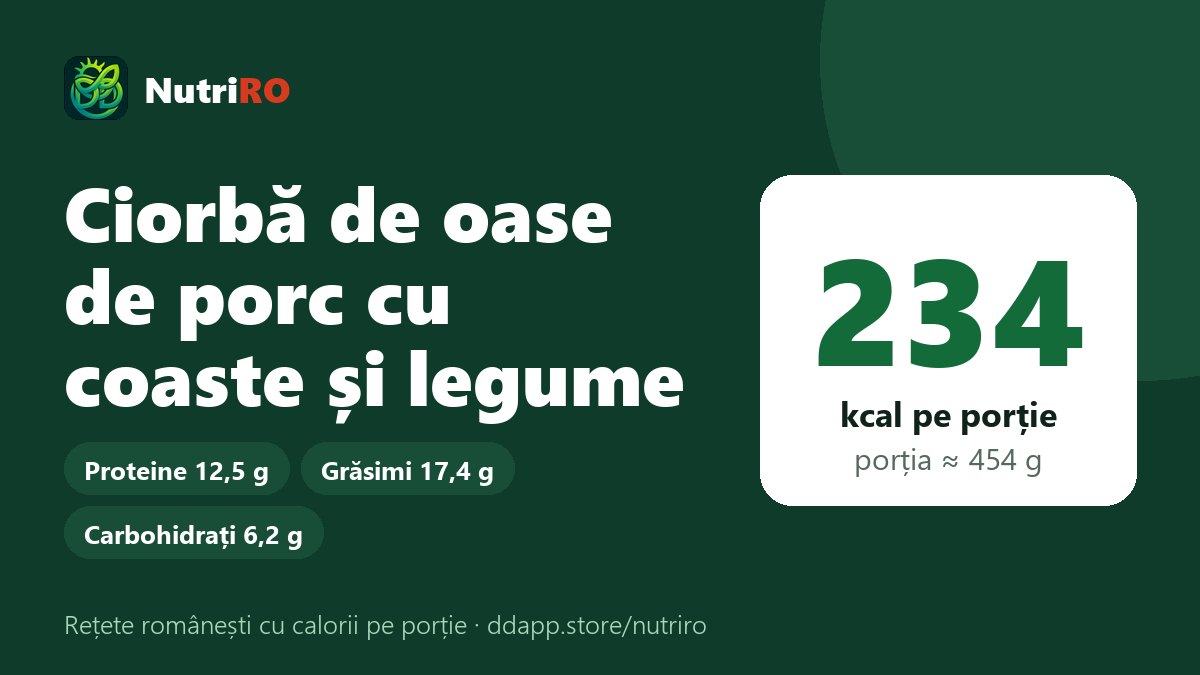 NutriRO
Ciorbă de oase
de porc cu
coaste și legume
234
kcal pe porție
porția ≈ 454 g
Proteine 12,5 g
Grăsimi 17,4 g
Carbohidrați 6,2 g
Rețete românești cu calorii pe porție · ddapp.store/nutriro